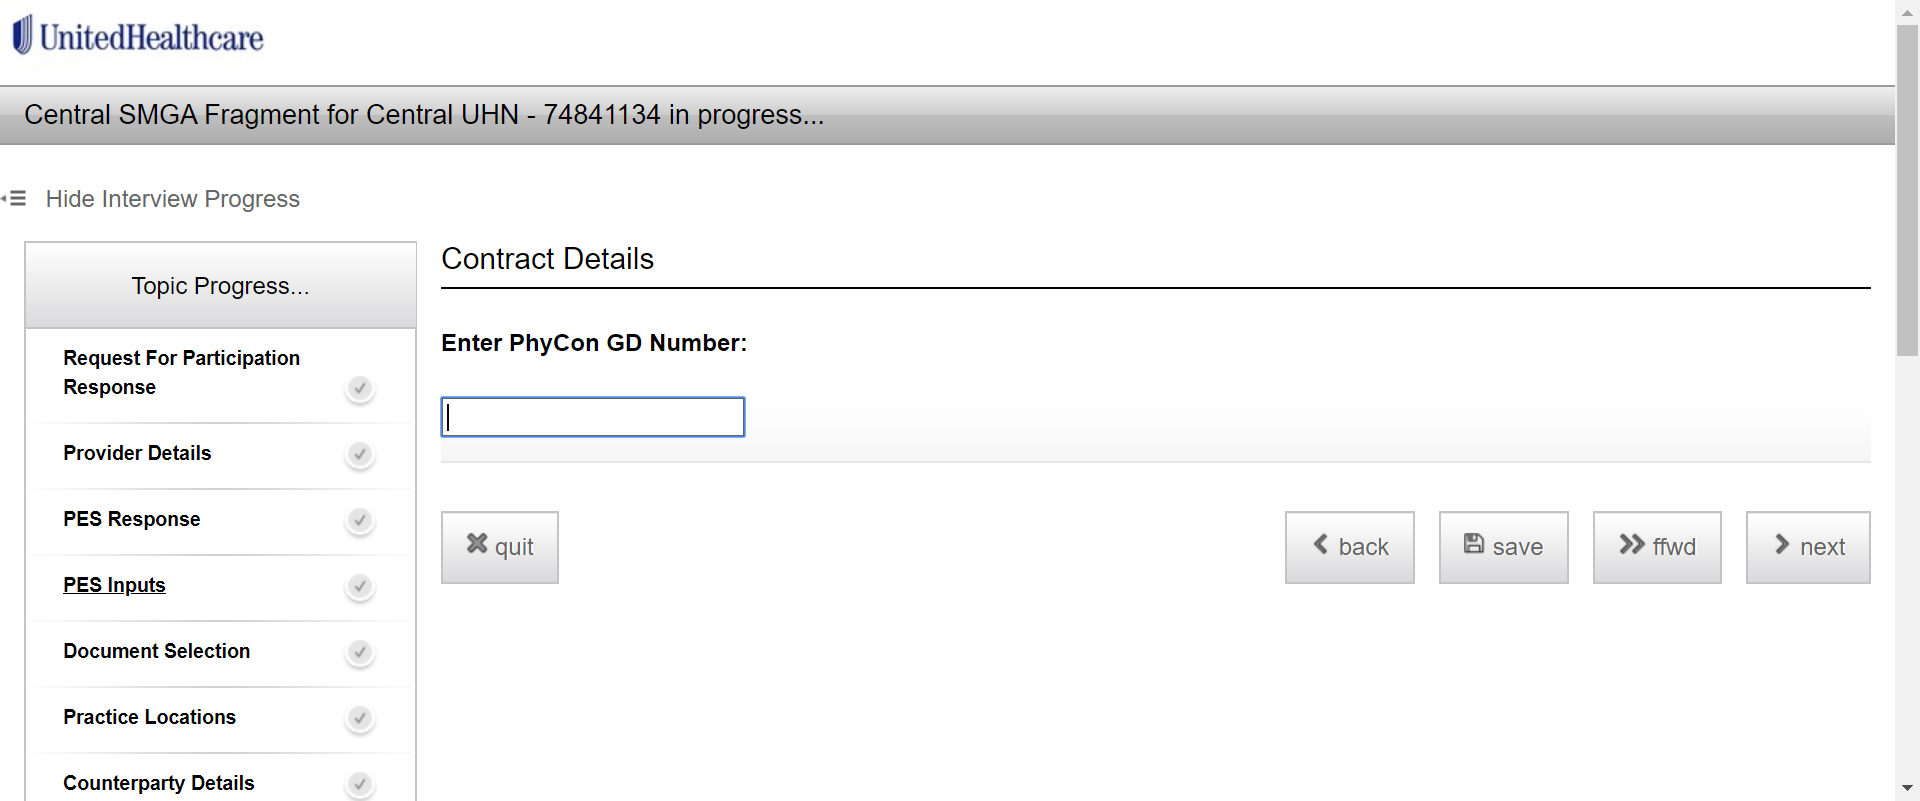 UnitedHealthcare
Central SMGA Fragment for Central UHN - 74841134 in progress...
Hide Interview Progress
Topic Progress...
Request For Participation
Response
Provider Details
PES Response
PES Inputs
Document Selection
Practice Locations
Counterparty Details
Contract Details
Enter PhyCon GD Number:
quit
back
save
ffwd
next